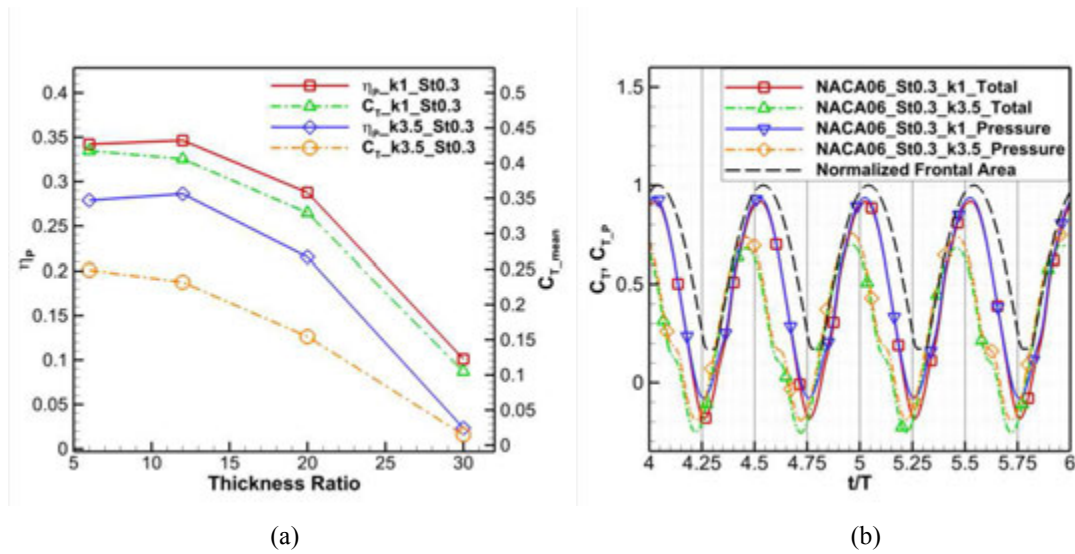 η_P_k1_St0.3
C_T_k1_St0.3
η_P_k3.5_St0.3
C_T_k3.5_St0.3
0.4
0.35
0.3
0.25
0.2
0.15
0.1
0.05
0
η_P
0.5
0.45
0.4
0.35
0.3
0.25
0.2
0.15
0.1
0.05
0
C_T_mean
5 10 15 20 25 30
Thickness Ratio
(a)
NACA06_St0.3_k1_Total
NACA06_St0.3_k3.5_Total
NACA06_St0.3_k1_Pressure
NACA06_St0.3_k3.5_Pressure
Normalized Frontal Area
1.5
1
0.5
0
C_T, C_T_P
4 4.25 4.5 4.75 5 5.25 5.5 5.75 6
t/T
(b)